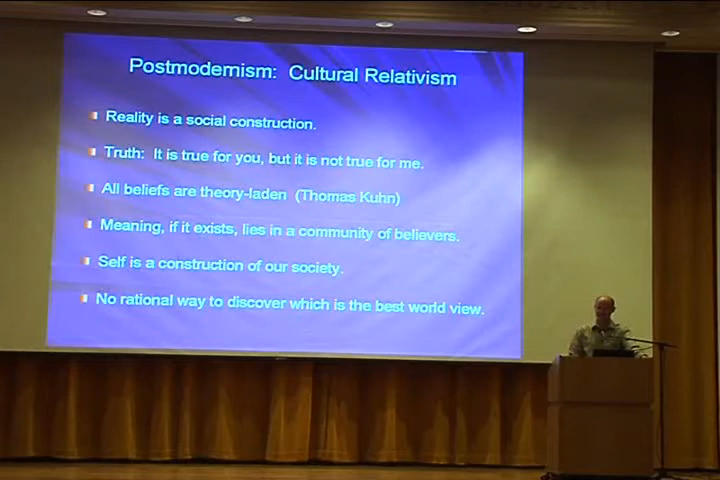 Postmodernism: Cultural Relativism
Reality is a social construction.
Truth: It is true for you, but it is not true for me.
All beliefs are theory-laden (Thomas Kuhn)
Meaning, if it exists, lies in a community of believers.
Self is a construction of our society.
No rational way to discover which is the best world view.